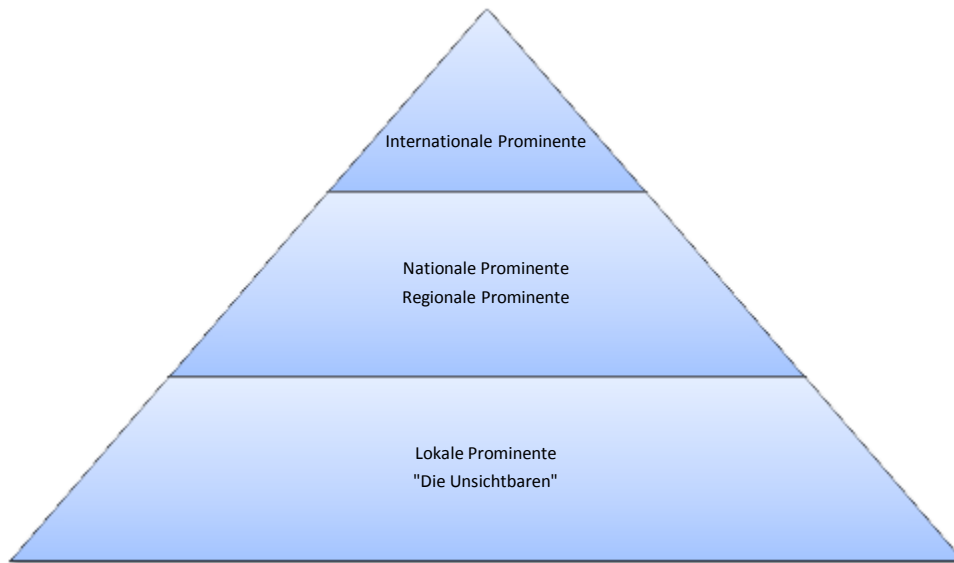 Internationale Prominente
Nationale Prominente
Regionale Prominente
Lokale Prominente
"Die Unsichtbaren"